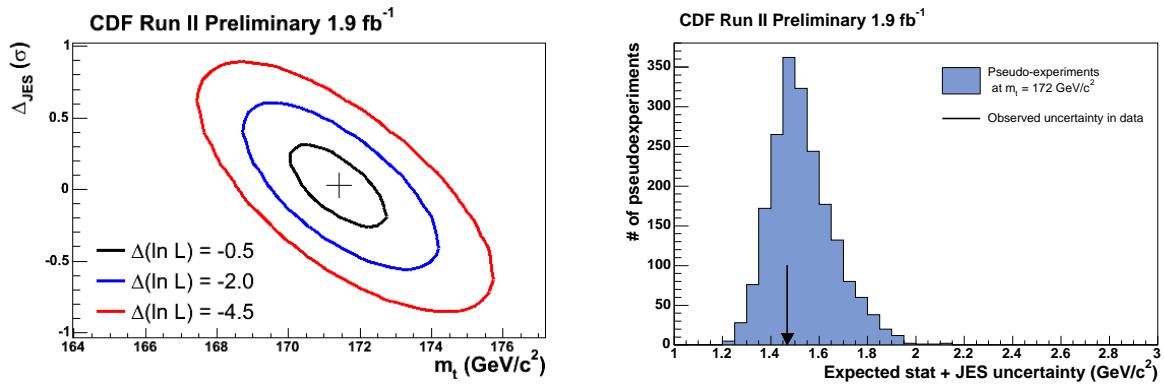 CDF Run II Preliminary 1.9 fb⁻¹
Δ_JES (σ)
1
0.5
0
-0.5
-1
Δ(ln L) = -0.5
Δ(ln L) = -2.0
Δ(ln L) = -4.5
164 166 168 170 172 174 176
m_t (GeV/c²)
CDF Run II Preliminary 1.9 fb⁻¹
# of pseudoexperiments
350
300
250
200
150
100
50
0
Pseudo-experiments
at m_t = 172 GeV/c²
Observed uncertainty in data
1 1.2 1.4 1.6 1.8 2 2.2 2.4 2.6 2.8 3
Expected stat + JES uncertainty (GeV/c²)